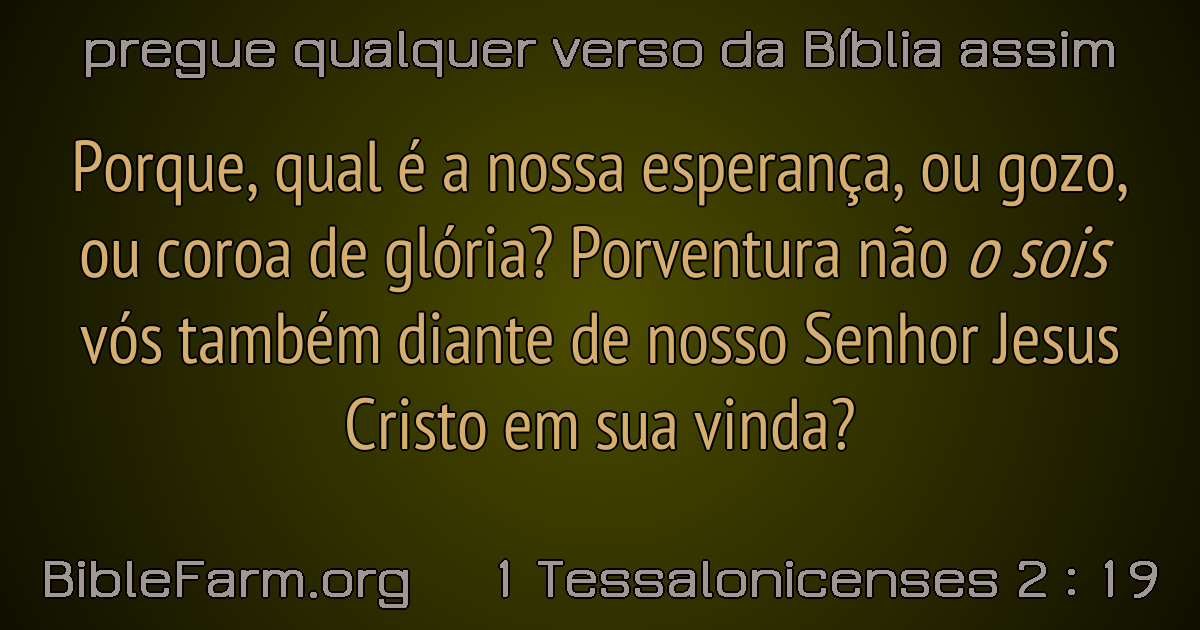 pregue qualquer verso da Bíblia assim
Porque, qual é a nossa esperança, ou gozo,
ou coroa de glória? Porventura não o sois
vós também diante de nosso Senhor Jesus
Cristo em sua vinda?
BibleFarm.org 1 Tessalonicenses 2 : 19